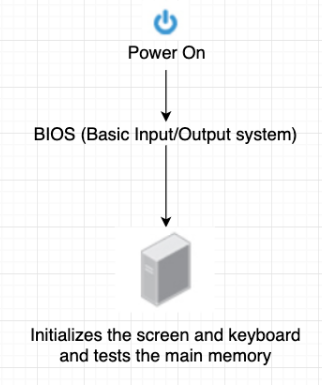 Power On
BIOS (Basic Input/Output system)
Initializes the screen and keyboard
and tests the main memory